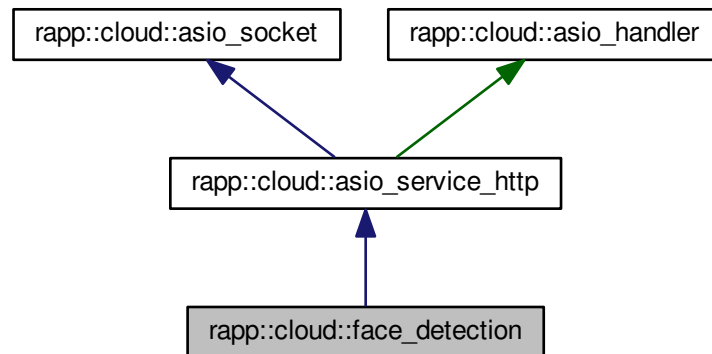 rapp::cloud::asio_socket
rapp::cloud::asio_handler
rapp::cloud::asio_service_http
rapp::cloud::face_detection